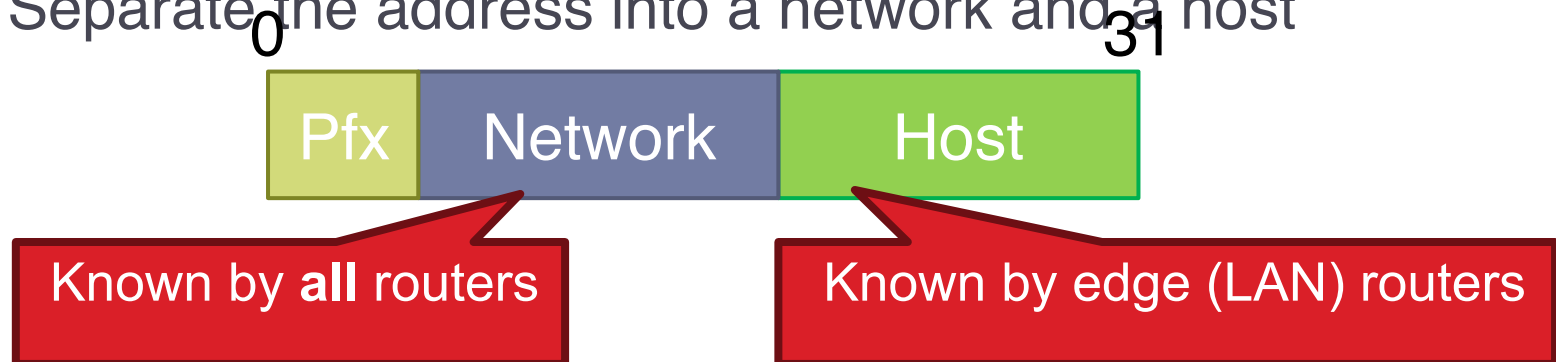 Separate the address into a network and a host
0 31
Pfx Network Host
Known by all routers Known by edge (LAN) routers